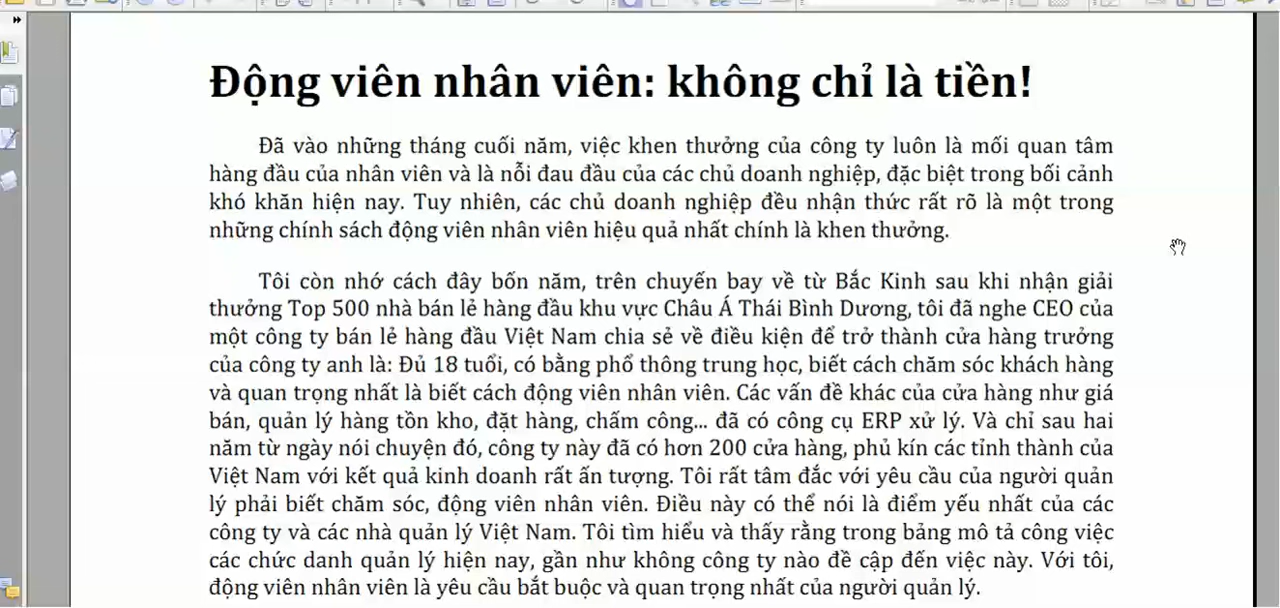 Động viên nhân viên: không chỉ là tiền!
Đã vào những tháng cuối năm, việc khen thưởng của công ty luôn là mối quan tâm
hàng đầu của nhân viên và là nỗi đau đầu của các chủ doanh nghiệp, đặc biệt trong bối cảnh
khó khăn hiện nay. Tuy nhiên, các chủ doanh nghiệp đều nhận thức rất rõ là một trong
những chính sách động viên nhân viên hiệu quả nhất chính là khen thưởng.
Tôi còn nhớ cách đây bốn năm, trên chuyến bay về từ Bắc Kinh sau khi nhận giải
thưởng Top 500 nhà bán lẻ hàng đầu khu vực Châu Á Thái Bình Dương, tôi đã nghe CEO của
một công ty bán lẻ hàng đầu Việt Nam chia sẻ về điều kiện để trở thành cửa hàng trưởng
của công ty anh là: Đủ 18 tuổi, có bằng phổ thông trung học, biết cách chăm sóc khách hàng
và quan trọng nhất là biết cách động viên nhân viên. Các vấn đề khác của cửa hàng như giá
bán, quản lý hàng tồn kho, đặt hàng, chấm công... đã có công cụ ERP xử lý. Và chỉ sau hai
năm từ ngày nói chuyện đó, công ty này đã có hơn 200 cửa hàng, phủ kín các tỉnh thành của
Việt Nam với kết quả kinh doanh rất ấn tượng. Tôi rất tâm đắc với yêu cầu của người quản
lý phải biết chăm sóc, động viên nhân viên. Điều này có thể nói là điểm yếu nhất của các
công ty và các nhà quản lý Việt Nam. Tôi tìm hiểu và thấy rằng trong bảng mô tả công việc
các chức danh quản lý hiện nay, gần như không công ty nào đề cập đến việc này. Với tôi,
động viên nhân viên là yêu cầu bắt buộc và quan trọng nhất của người quản lý.